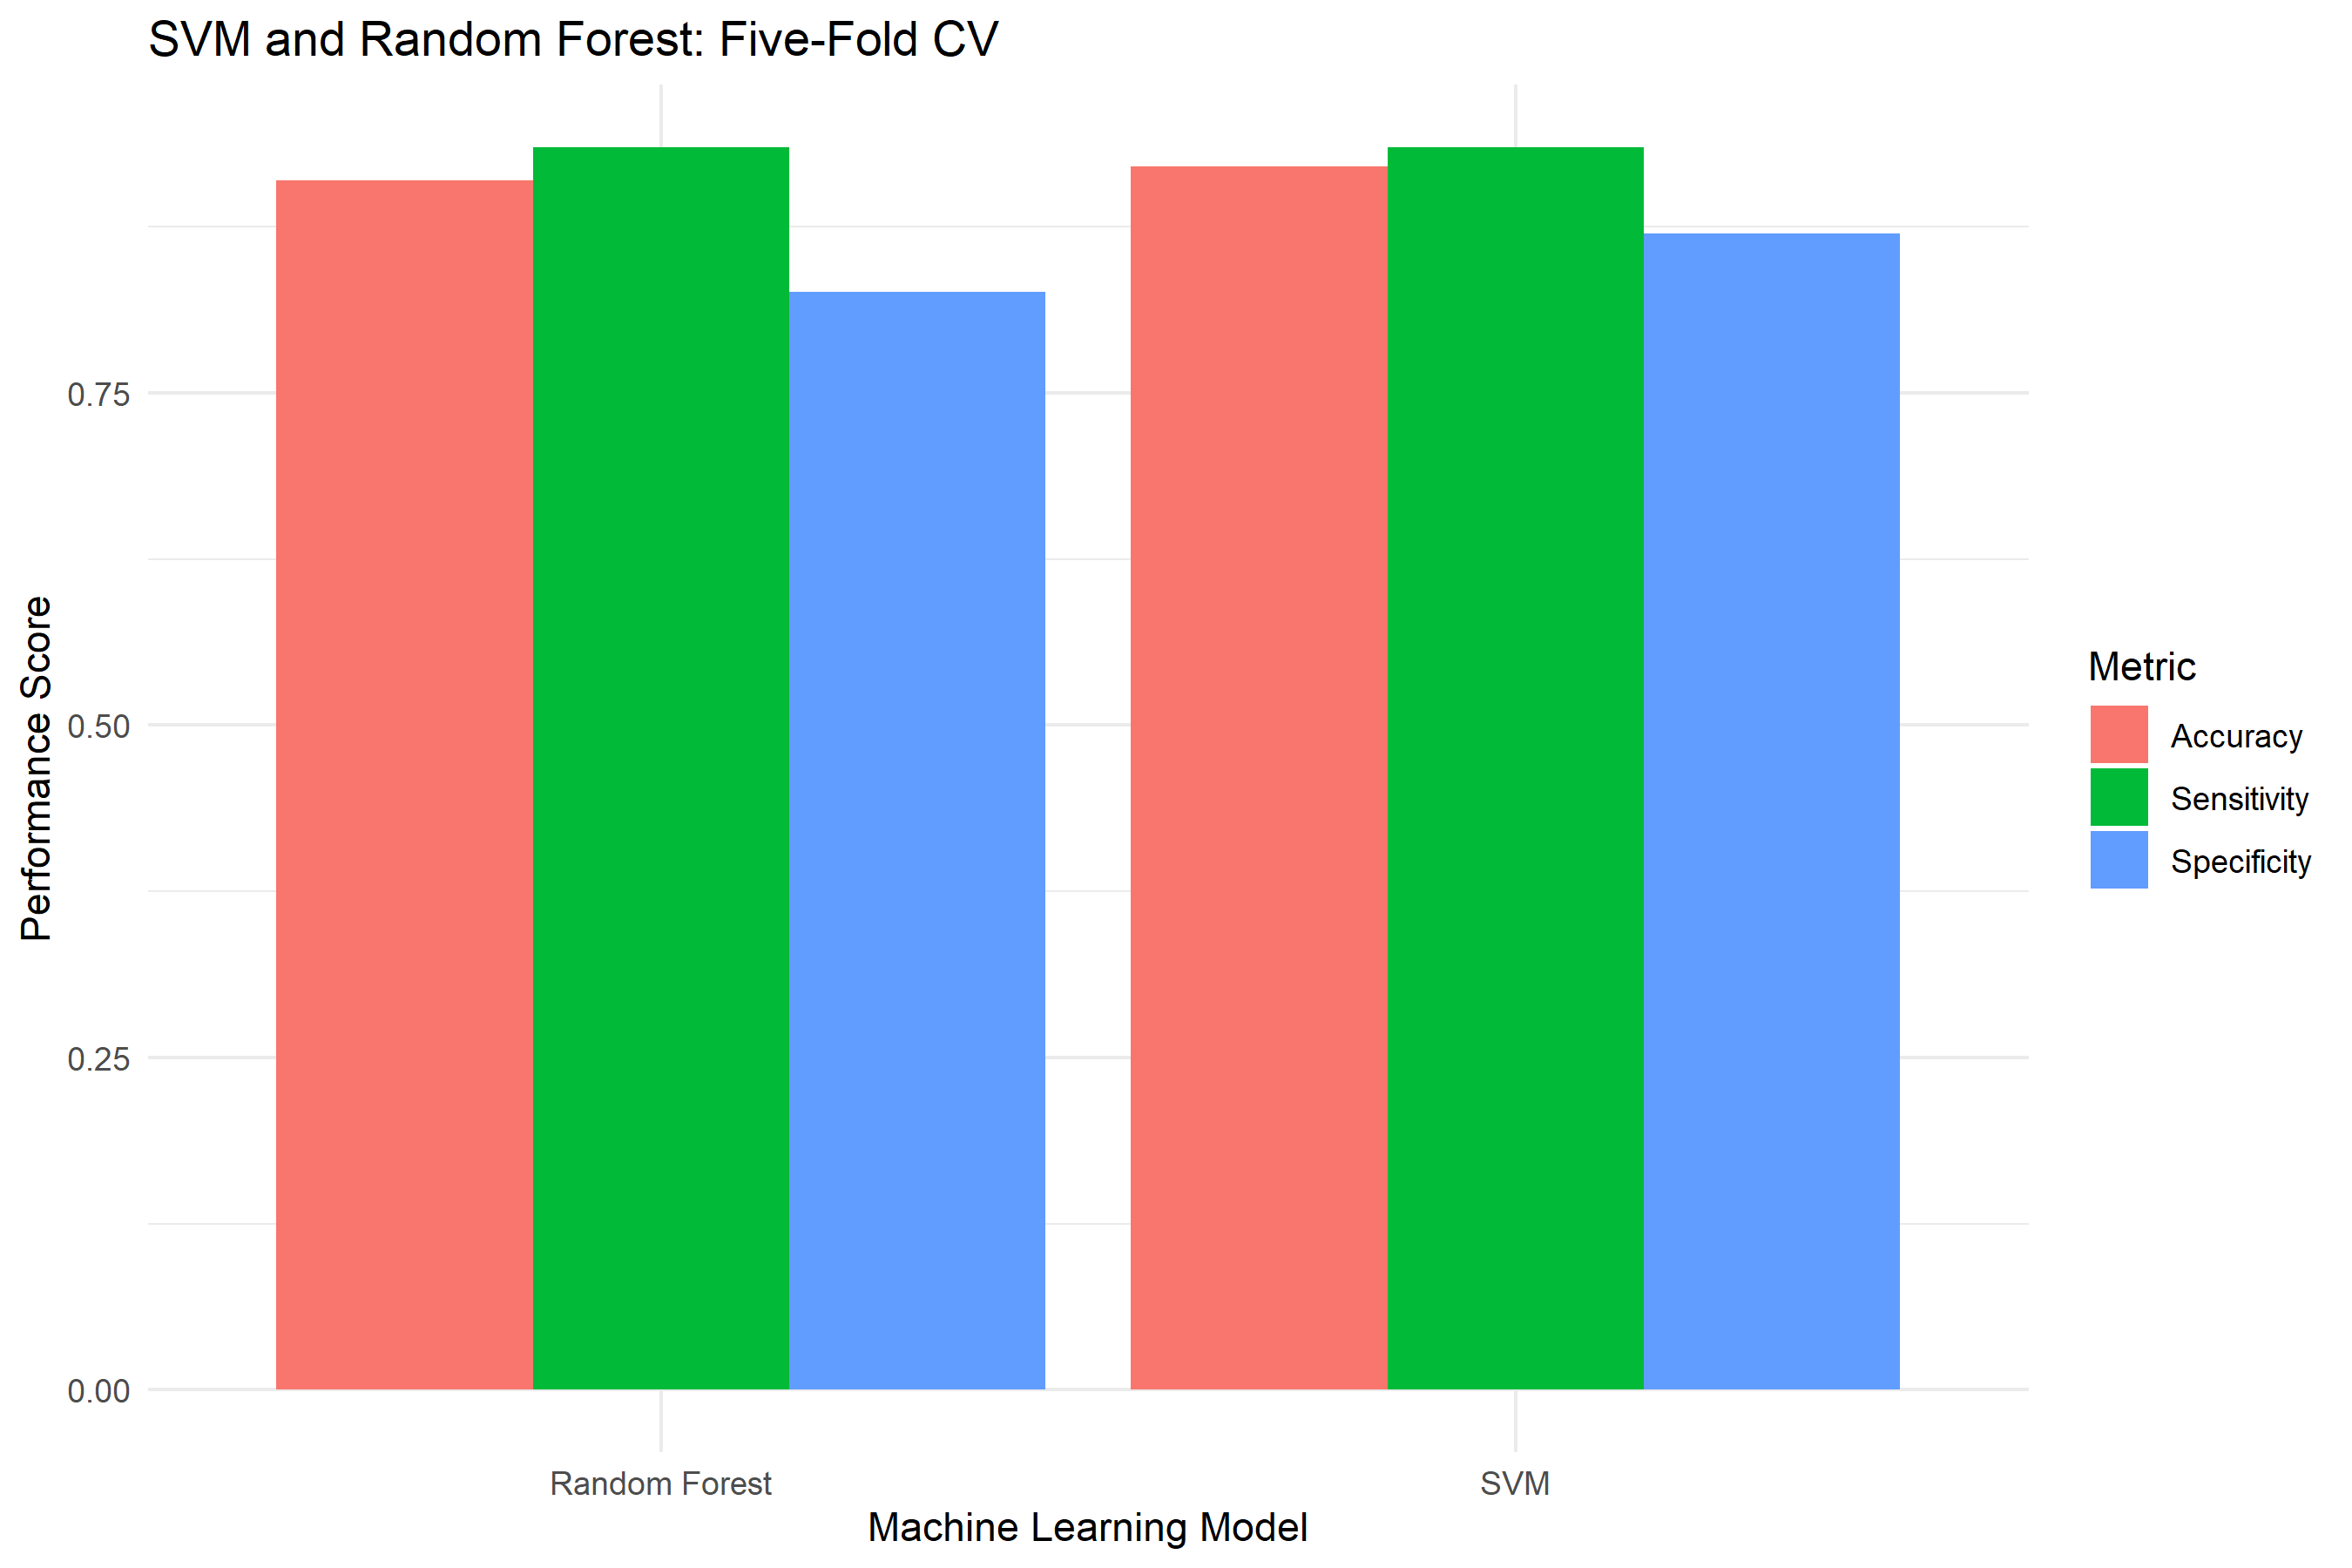 SVM and Random Forest: Five-Fold CV
Performance Score
0.75
0.50
0.25
0.00
Random Forest
SVM
Machine Learning Model
Metric
Accuracy
Sensitivity
Specificity